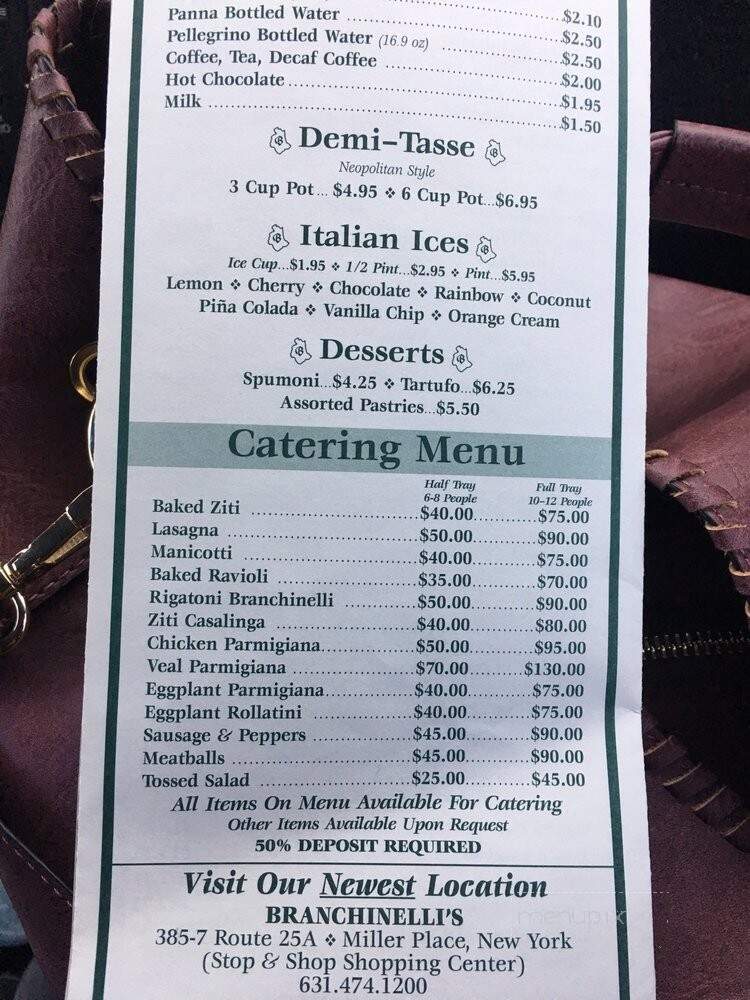 $2.10
Panna Bottled Water ........ $2.50
Pellegrino Bottled Water (16.9 oz) ........ $2.50
Coffee, Tea, Decaf Coffee ........ $2.00
Hot Chocolate ........ $1.95
Milk ........ $1.50
Demi-Tasse
Neopolitan Style
3 Cup Pot... $4.95 ❖ 6 Cup Pot...$6.95
Italian Ices
Ice Cup...$1.95 ❖ 1/2 Pint...$2.95 ❖ Pint...$5.95
Lemon ❖ Cherry ❖ Chocolate ❖ Rainbow ❖ Coconut
Piña Colada ❖ Vanilla Chip ❖ Orange Cream
Desserts
Spumoni...$4.25 ❖ Tartufo...$6.25
Assorted Pastries...$5.50
Catering Menu
Half Tray Full Tray
6-8 People 10-12 People
Baked Ziti ........ $40.00........ $75.00
Lasagna ........ $50.00........ $90.00
Manicotti ........ $40.00........ $75.00
Baked Ravioli ........ $35.00........ $70.00
Rigatoni Branchinelli ........ $50.00........ $90.00
Ziti Casalinga ........ $40.00........ $80.00
Chicken Parmigiana........ $50.00........ $95.00
Veal Parmigiana ........ $70.00........ $130.00
Eggplant Parmigiana........ $40.00........ $75.00
Eggplant Rollatini ........ $40.00........ $75.00
Sausage & Peppers ........ $45.00........ $90.00
Meatballs ........ $45.00........ $90.00
Tossed Salad ........ $25.00........ $45.00
All Items On Menu Available For Catering
Other Items Available Upon Request
50% DEPOSIT REQUIRED
Visit Our Newest Location
BRANCHINELLI'S
385-7 Route 25A ❖ Miller Place, New York
(Stop & Shop Shopping Center)
631.474.1200
menupix